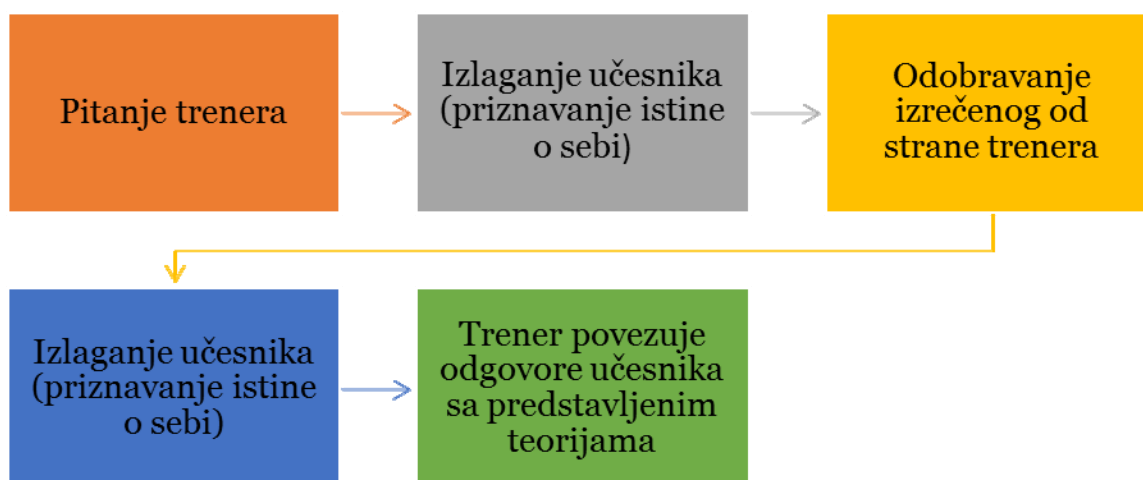 Pitanje trenera
Izlaganje učesnika
(priznavanje istine
o sebi)
Odobravanje
izrečenog od
strane trenera
Izlaganje učesnika
(priznavanje istine
o sebi)
Trener povezuje
odgovore učesnika
sa predstavljenim
teorijama